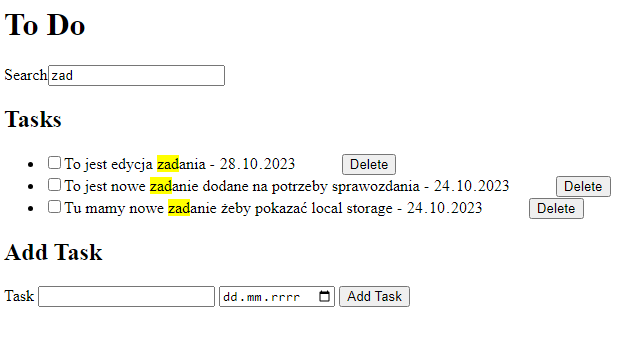 To Do
Search zad
Tasks
To jest edycja zadania - 28.10.2023 Delete
To jest nowe zadanie dodane na potrzeby sprawozdania - 24.10.2023 Delete
Tu mamy nowe zadanie żeby pokazać local storage - 24.10.2023 Delete
Add Task
Task dd.mm.rrrr Add Task